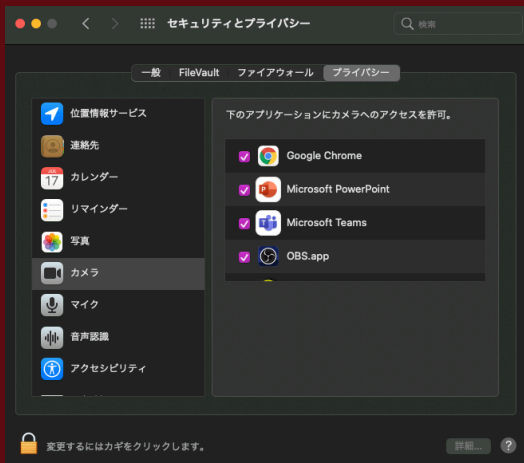 セキュリティとプライバシー
検索
一般
FileVault
ファイアウォール
プライバシー
位置情報サービス
連絡先
JUL
17
カレンダー
リマインダー
写真
カメラ
マイク
音声認識
アクセシビリティ
下のアプリケーションにカメラへのアクセスを許可。
Google Chrome
Microsoft PowerPoint
Microsoft Teams
OBS.app
変更するにはカギをクリックします。
詳細...
?